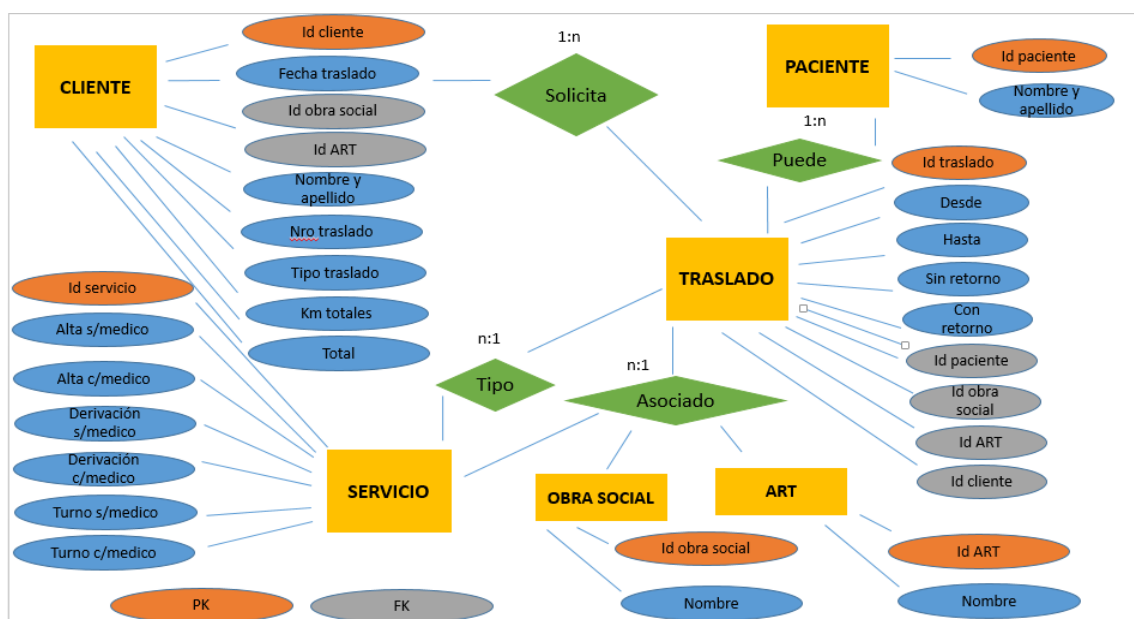 CLIENTE
Id cliente
Fecha traslado
Id obra social
Id ART
Nombre y
apellido
Nro traslado
Tipo traslado
Km totales
Total
1:n
Solicita
PACIENTE
Id paciente
Nombre y
apellido
1:n
Puede
TRASLADO
Id traslado
Desde
Hasta
Sin retorno
Con
retorno
Id paciente
Id obra
social
Id ART
Id cliente
Id servicio
Alta s/medico
Alta c/medico
Derivación
s/medico
Derivación
c/medico
Turno s/medico
Turno c/medico
n:1
Tipo
n:1
Asociado
SERVICIO
OBRA SOCIAL
Id obra social
Nombre
ART
Id ART
Nombre
PK
FK